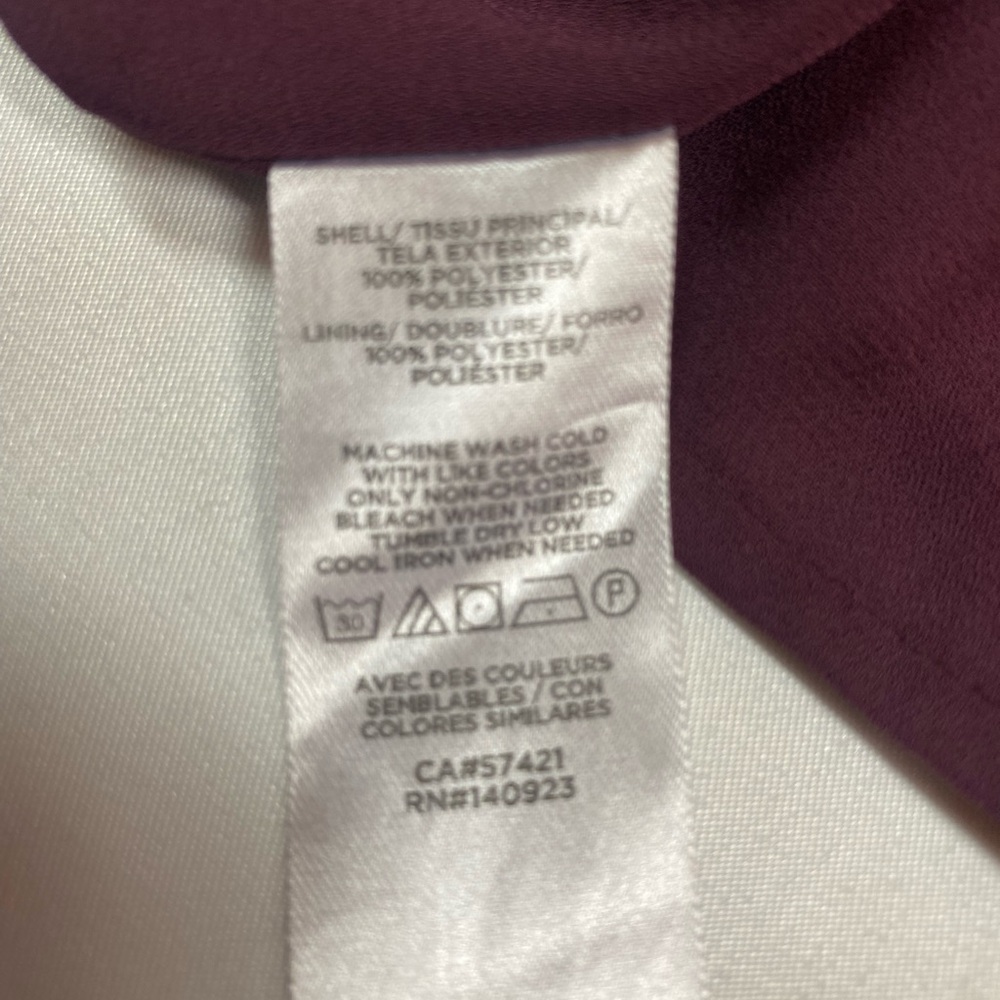 SHELL/ TISSU PRINCIPAL/
TELA EXTERIOR
100% POLYESTER/
POLIÉSTER
LINING/ DOUBLURE/ FORRO
100% POLYESTER/
POLIÉSTER
MACHINE WASH COLD
WITH LIKE COLORS
ONLY NON-CHLORINE
BLEACH WHEN NEEDED
TUMBLE DRY LOW
COOL IRON WHEN NEEDED
30 P
AVEC DES COULEURS
SEMBLABLES / CON
COLORES SIMILARES
CA#57421
RN#140923